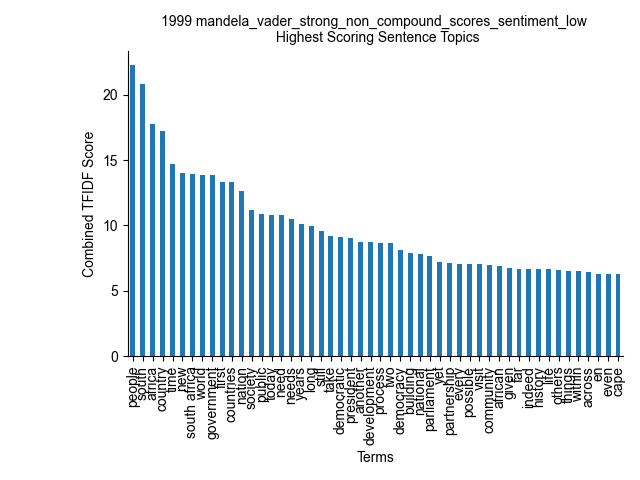 1999 mandela_vader_strong_non_compound_scores_sentiment_low
Highest Scoring Sentence Topics
Combined TFIDF Score
20
15
10
5
0
people
south
africa
country
time
new
south africa
world
government
first
countries
nation
society
public
today
need
needs
years
long
still
take
democratic
president
another
development
process
two
democracy
building
national
parliament
yet
partnership
every
possible
visit
community
african
given
far
indeed
history
life
others
things
within
across
en
even
cape
Terms